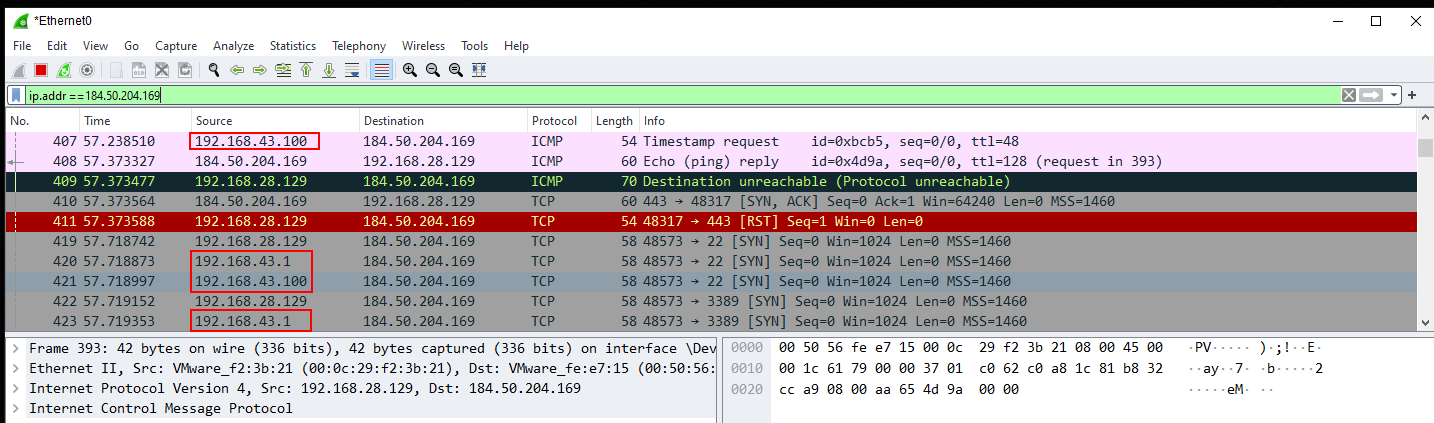 *Ethernet0
File Edit View Go Capture Analyze Statistics Telephony Wireless Tools Help
ip.addr ==184.50.204.169
No. Time Source Destination Protocol Length Info
407 57.238510 192.168.43.100 184.50.204.169 ICMP 54 Timestamp request id=0xbcb5, seq=0/0, ttl=48
408 57.373327 184.50.204.169 192.168.28.129 ICMP 60 Echo (ping) reply id=0x4d9a, seq=0/0, ttl=128 (request in 393)
409 57.373477 192.168.28.129 184.50.204.169 ICMP 70 Destination unreachable (Protocol unreachable)
410 57.373564 184.50.204.169 192.168.28.129 TCP 60 443 → 48317 [SYN, ACK] Seq=0 Ack=1 Win=64240 Len=0 MSS=1460
411 57.373588 192.168.28.129 184.50.204.169 TCP 54 48317 → 443 [RST] Seq=1 Win=0 Len=0
419 57.718742 192.168.28.129 184.50.204.169 TCP 58 48573 → 22 [SYN] Seq=0 Win=1024 Len=0 MSS=1460
420 57.718873 192.168.43.1 184.50.204.169 TCP 58 48573 → 22 [SYN] Seq=0 Win=1024 Len=0 MSS=1460
421 57.718997 192.168.43.100 184.50.204.169 TCP 58 48573 → 22 [SYN] Seq=0 Win=1024 Len=0 MSS=1460
422 57.719152 192.168.28.129 184.50.204.169 TCP 58 48573 → 3389 [SYN] Seq=0 Win=1024 Len=0 MSS=1460
423 57.719353 192.168.43.1 184.50.204.169 TCP 58 48573 → 3389 [SYN] Seq=0 Win=1024 Len=0 MSS=1460
Frame 393: 42 bytes on wire (336 bits), 42 bytes captured (336 bits) on interface \Dev
Ethernet II, Src: VMware_f2:3b:21 (00:0c:29:f2:3b:21), Dst: VMware_fe:e7:15 (00:50:56:
Internet Protocol Version 4, Src: 192.168.28.129, Dst: 184.50.204.169
Internet Control Message Protocol
0000 00 50 56 fe e7 15 00 0c 29 f2 3b 21 08 00 45 00 ·PV····· )·;!··E·
0010 00 1c 61 79 00 00 37 01 c0 62 c0 a8 1c 81 b8 32 ··ay··7· ·b·····2
0020 cc a9 08 00 aa 65 4d 9a 00 00 ·····eM· ··